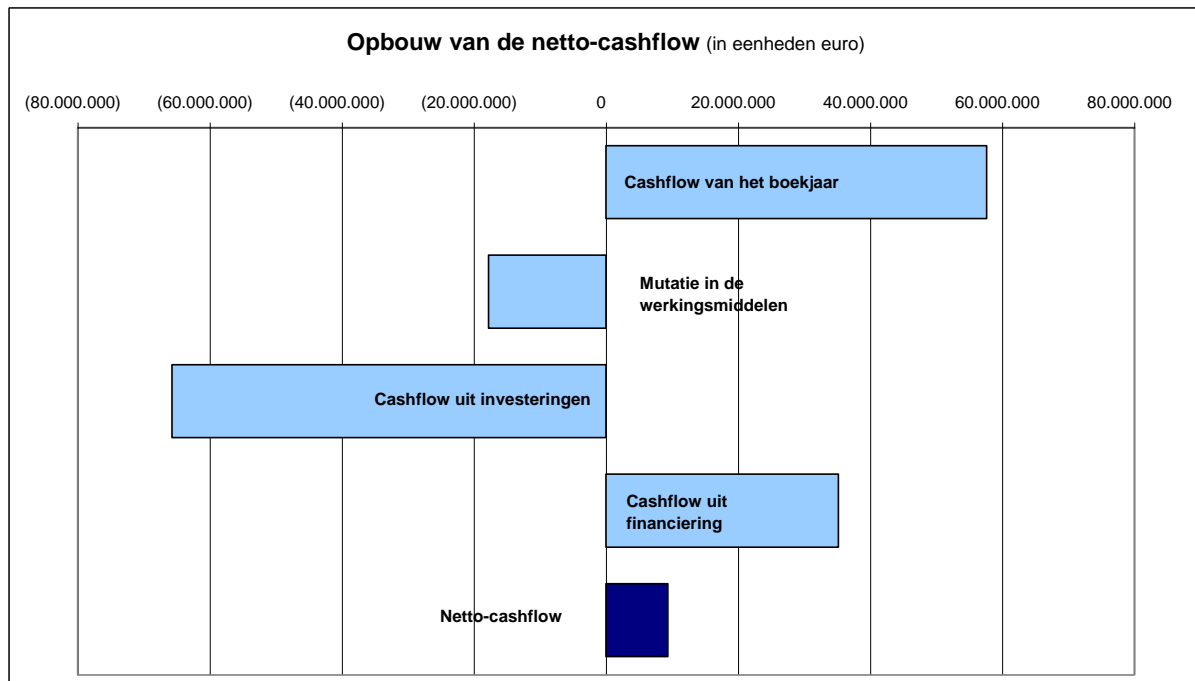 Opbouw van de netto-cashflow (in eenheden euro)
(80.000.000) (60.000.000) (40.000.000) (20.000.000) 0 20.000.000 40.000.000 60.000.000 80.000.000
Cashflow van het boekjaar
Mutatie in de
werkingsmiddelen
Cashflow uit investeringen
Cashflow uit
financiering
Netto-cashflow